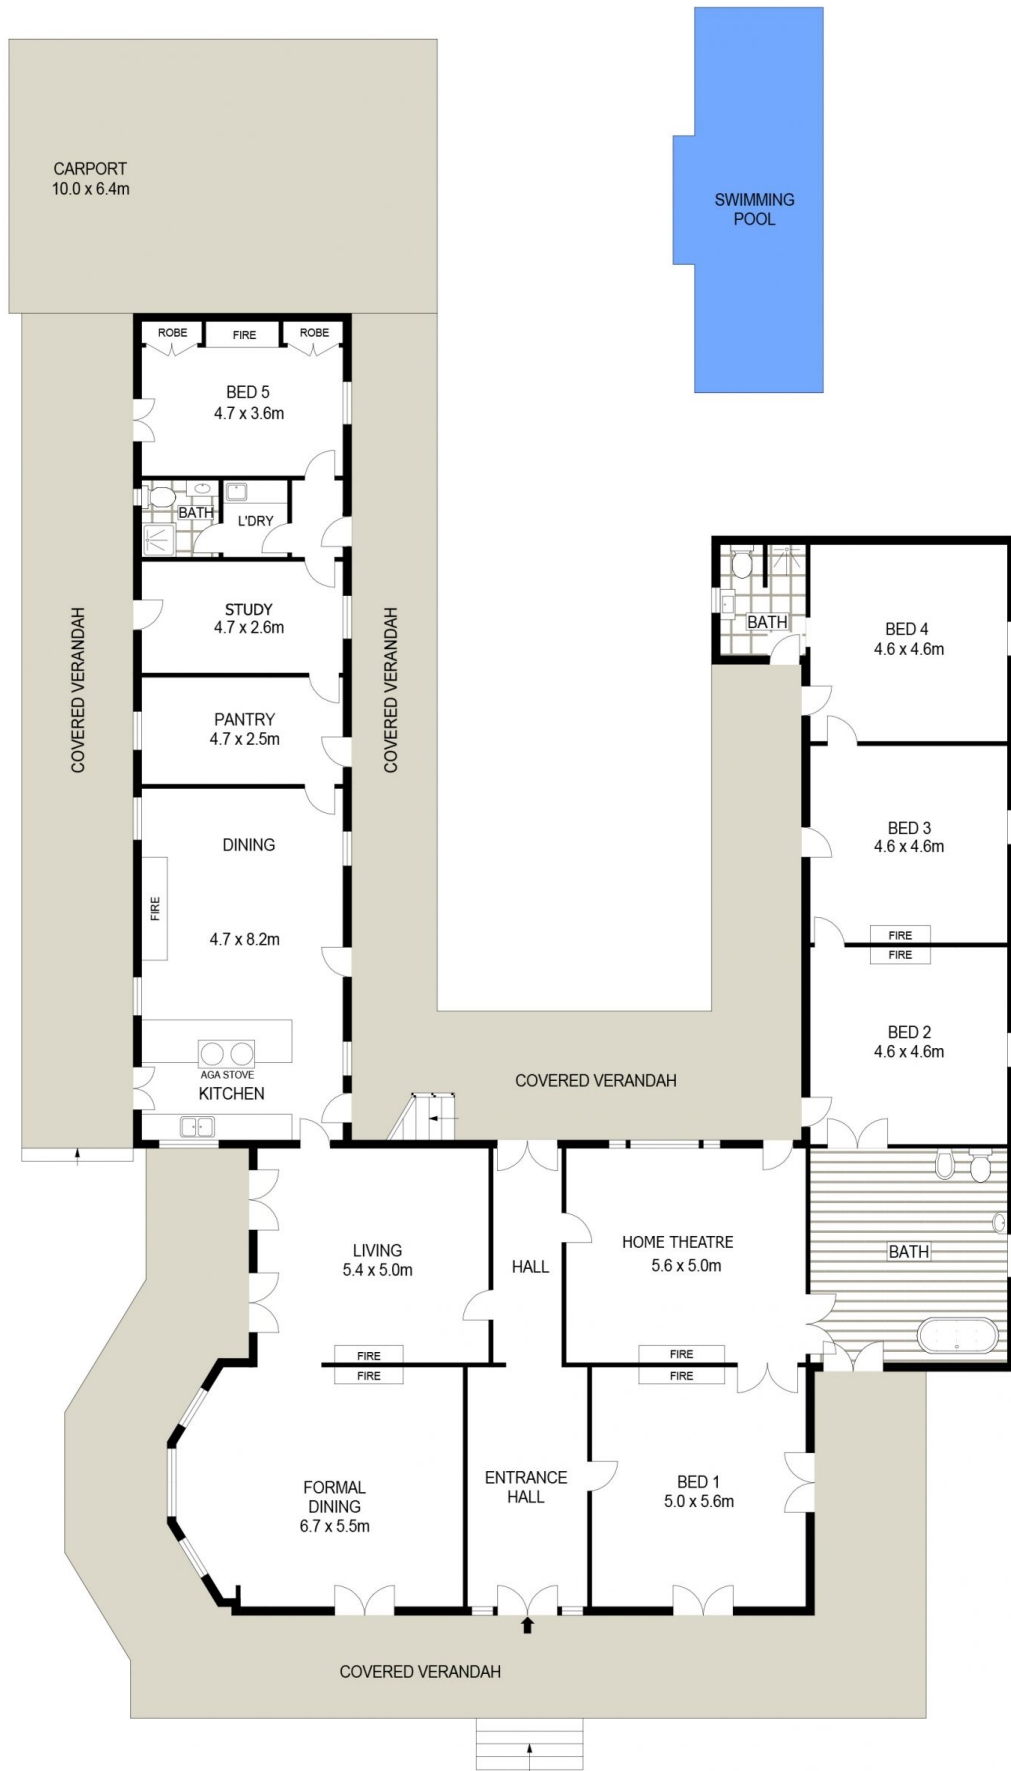 CARPORT
10.0 x 6.4m
SWIMMING
POOL
ROBE
FIRE
ROBE
BED 5
4.7 x 3.6m
BATH
L'DRY
STUDY
4.7 x 2.6m
COVERED VERANDAH
COVERED VERANDAH
PANTRY
4.7 x 2.5m
DINING
FIRE
4.7 x 8.2m
AGA STOVE
KITCHEN
BATH
BED 4
4.6 x 4.6m
BED 3
4.6 x 4.6m
FIRE
FIRE
BED 2
4.6 x 4.6m
COVERED VERANDAH
LIVING
5.4 x 5.0m
HALL
HOME THEATRE
5.6 x 5.0m
BATH
FIRE
FIRE
FIRE
FIRE
FORMAL
DINING
6.7 x 5.5m
ENTRANCE
HALL
BED 1
5.0 x 5.6m
COVERED VERANDAH